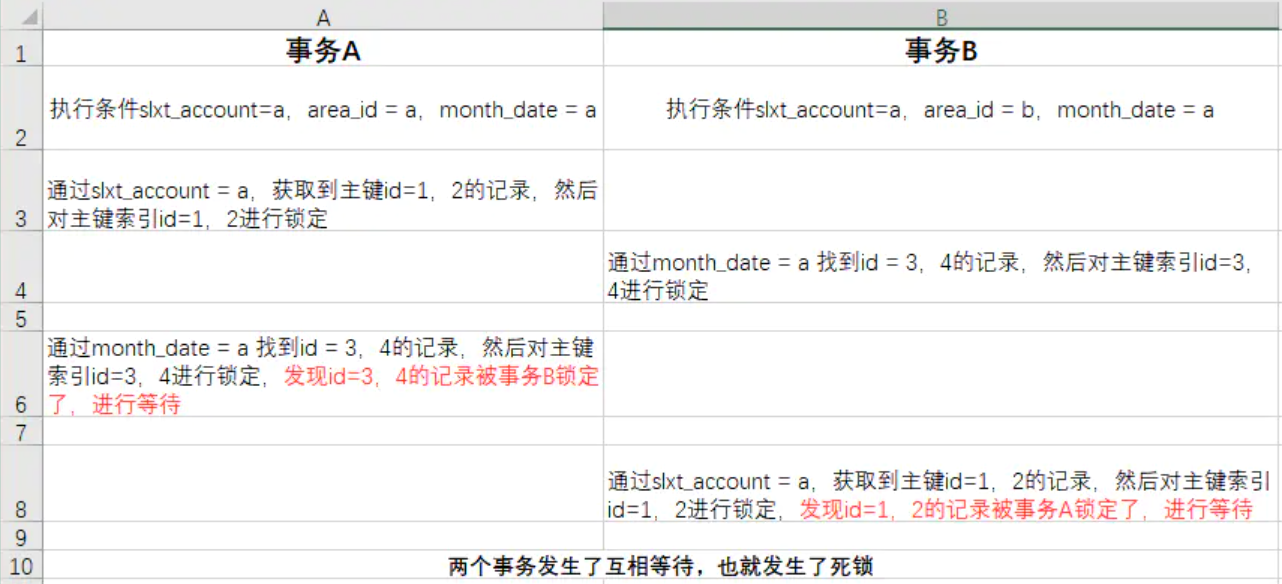 A B
1 事务A 事务B
2 执行条件slxt_account=a，area_id = a，month_date = a 执行条件slxt_account=a，area_id = b，month_date = a
通过slxt_account = a，获取到主键id=1，2的记录，然后
3 对主键索引id=1，2进行锁定
通过month_date = a 找到id = 3，4的记录，然后对主键索引id=3，
4 4进行锁定
5
通过month_date = a 找到id = 3，4的记录，然后对主键
索引id=3，4进行锁定，发现id=3，4的记录被事务B锁定
6 了，进行等待
7
通过slxt_account = a，获取到主键id=1，2的记录，然后对主键索引
8 id=1，2进行锁定，发现id=1，2的记录被事务A锁定了，进行等待
9
10 两个事务发生了互相等待，也就发生了死锁